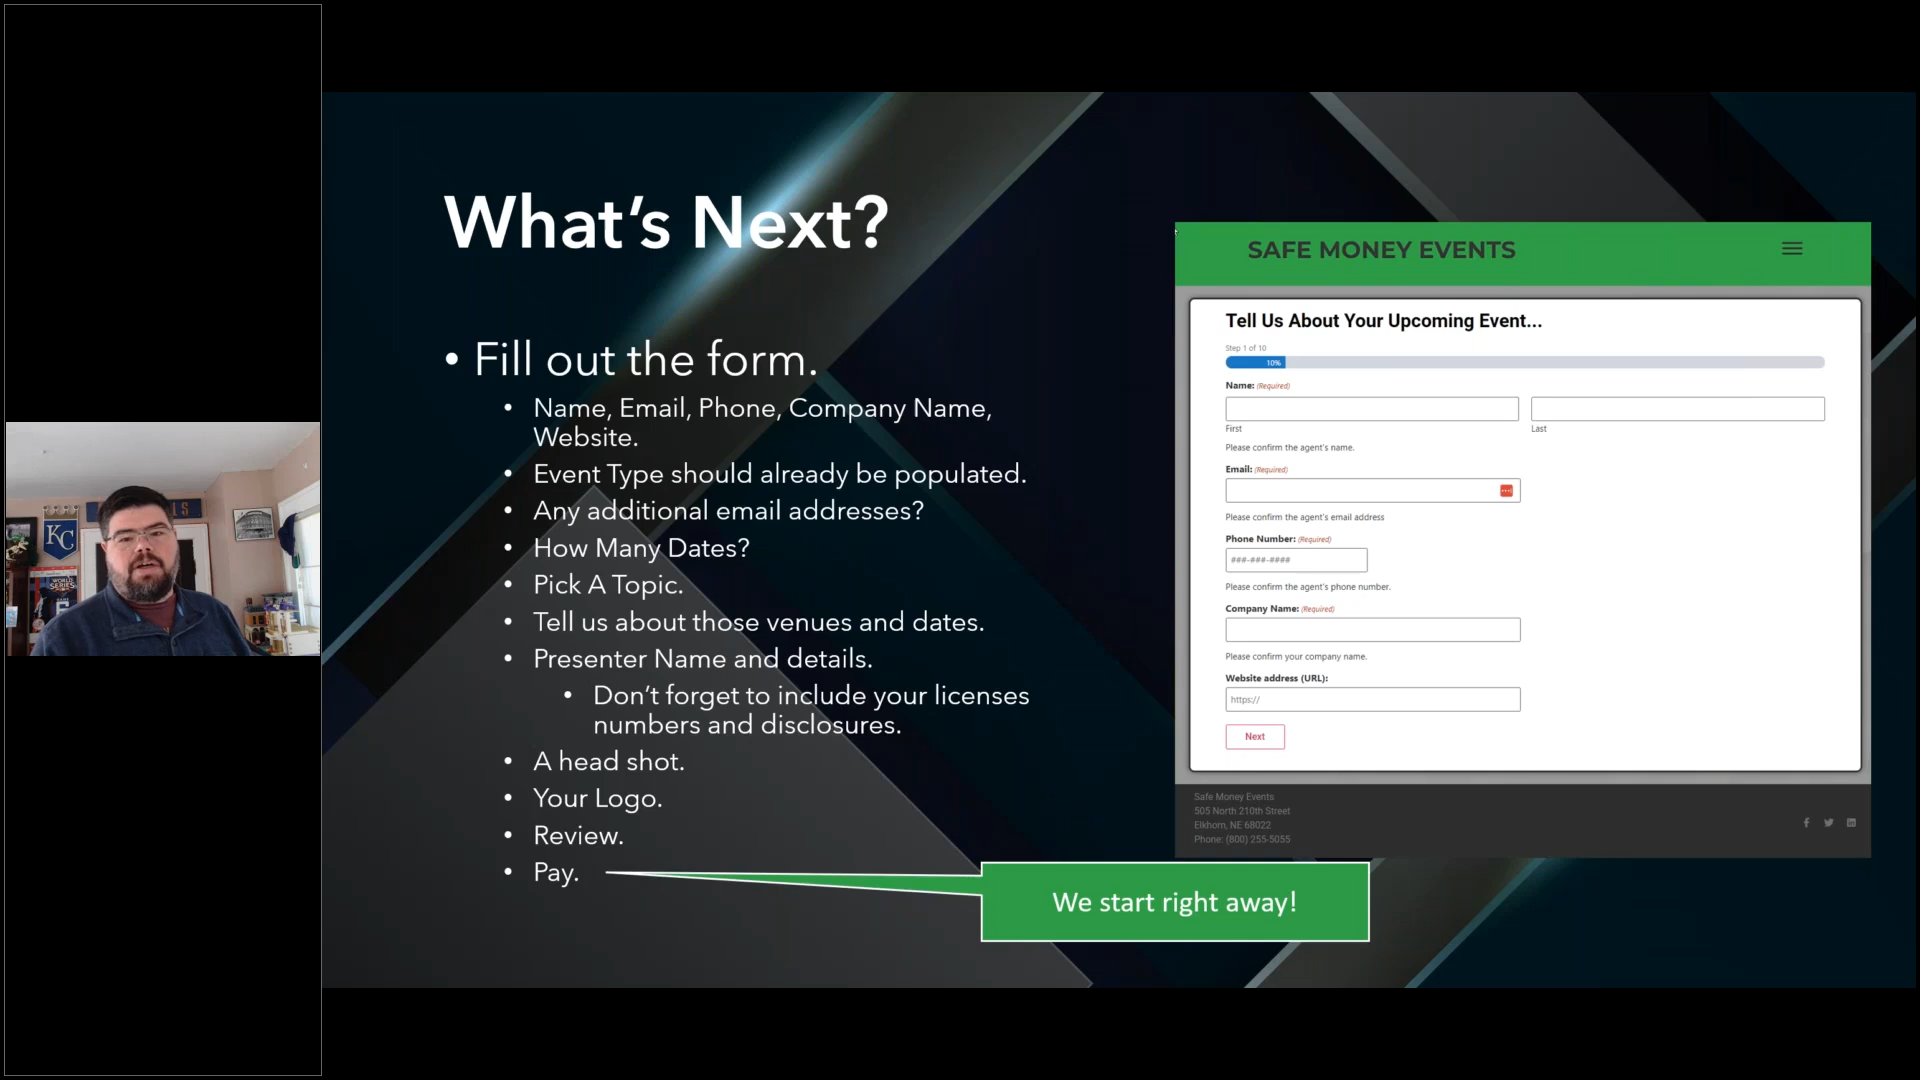 What's Next?
• Fill out the form.
• Name, Email, Phone, Company Name,
Website.
• Event Type should already be populated.
• Any additional email addresses?
• How Many Dates?
• Pick A Topic.
• Tell us about those venues and dates.
• Presenter Name and details.
• Don't forget to include your licenses
numbers and disclosures.
• A head shot.
• Your Logo.
• Review.
• Pay.
We start right away!
SAFE MONEY EVENTS
Tell Us About Your Upcoming Event...
Step 1 of 10
10%
Name: (Required)
First
Last
Please confirm the agent's name.
Email: (Required)
Please confirm the agent's email address
Phone Number: (Required)
###-###-####
Please confirm the agent's phone number.
Company Name: (Required)
Please confirm your company name.
Website address (URL):
https://
Next
Safe Money Events
505 North 210th Street
Elkhorn, NE 68022
Phone: (800) 255-5055
KC
WORLD
SERIES